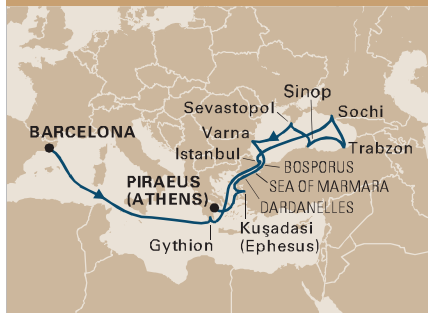 Sinop
Sevastopol
Sochi
BARCELONA
Varna
Trabzon
Istanbul
BOSPORUS
PIRAEUS
(ATHENS)
SEA OF MARMARA
DARDANELLES
Gythion
Kuşadasi
(Ephesus)